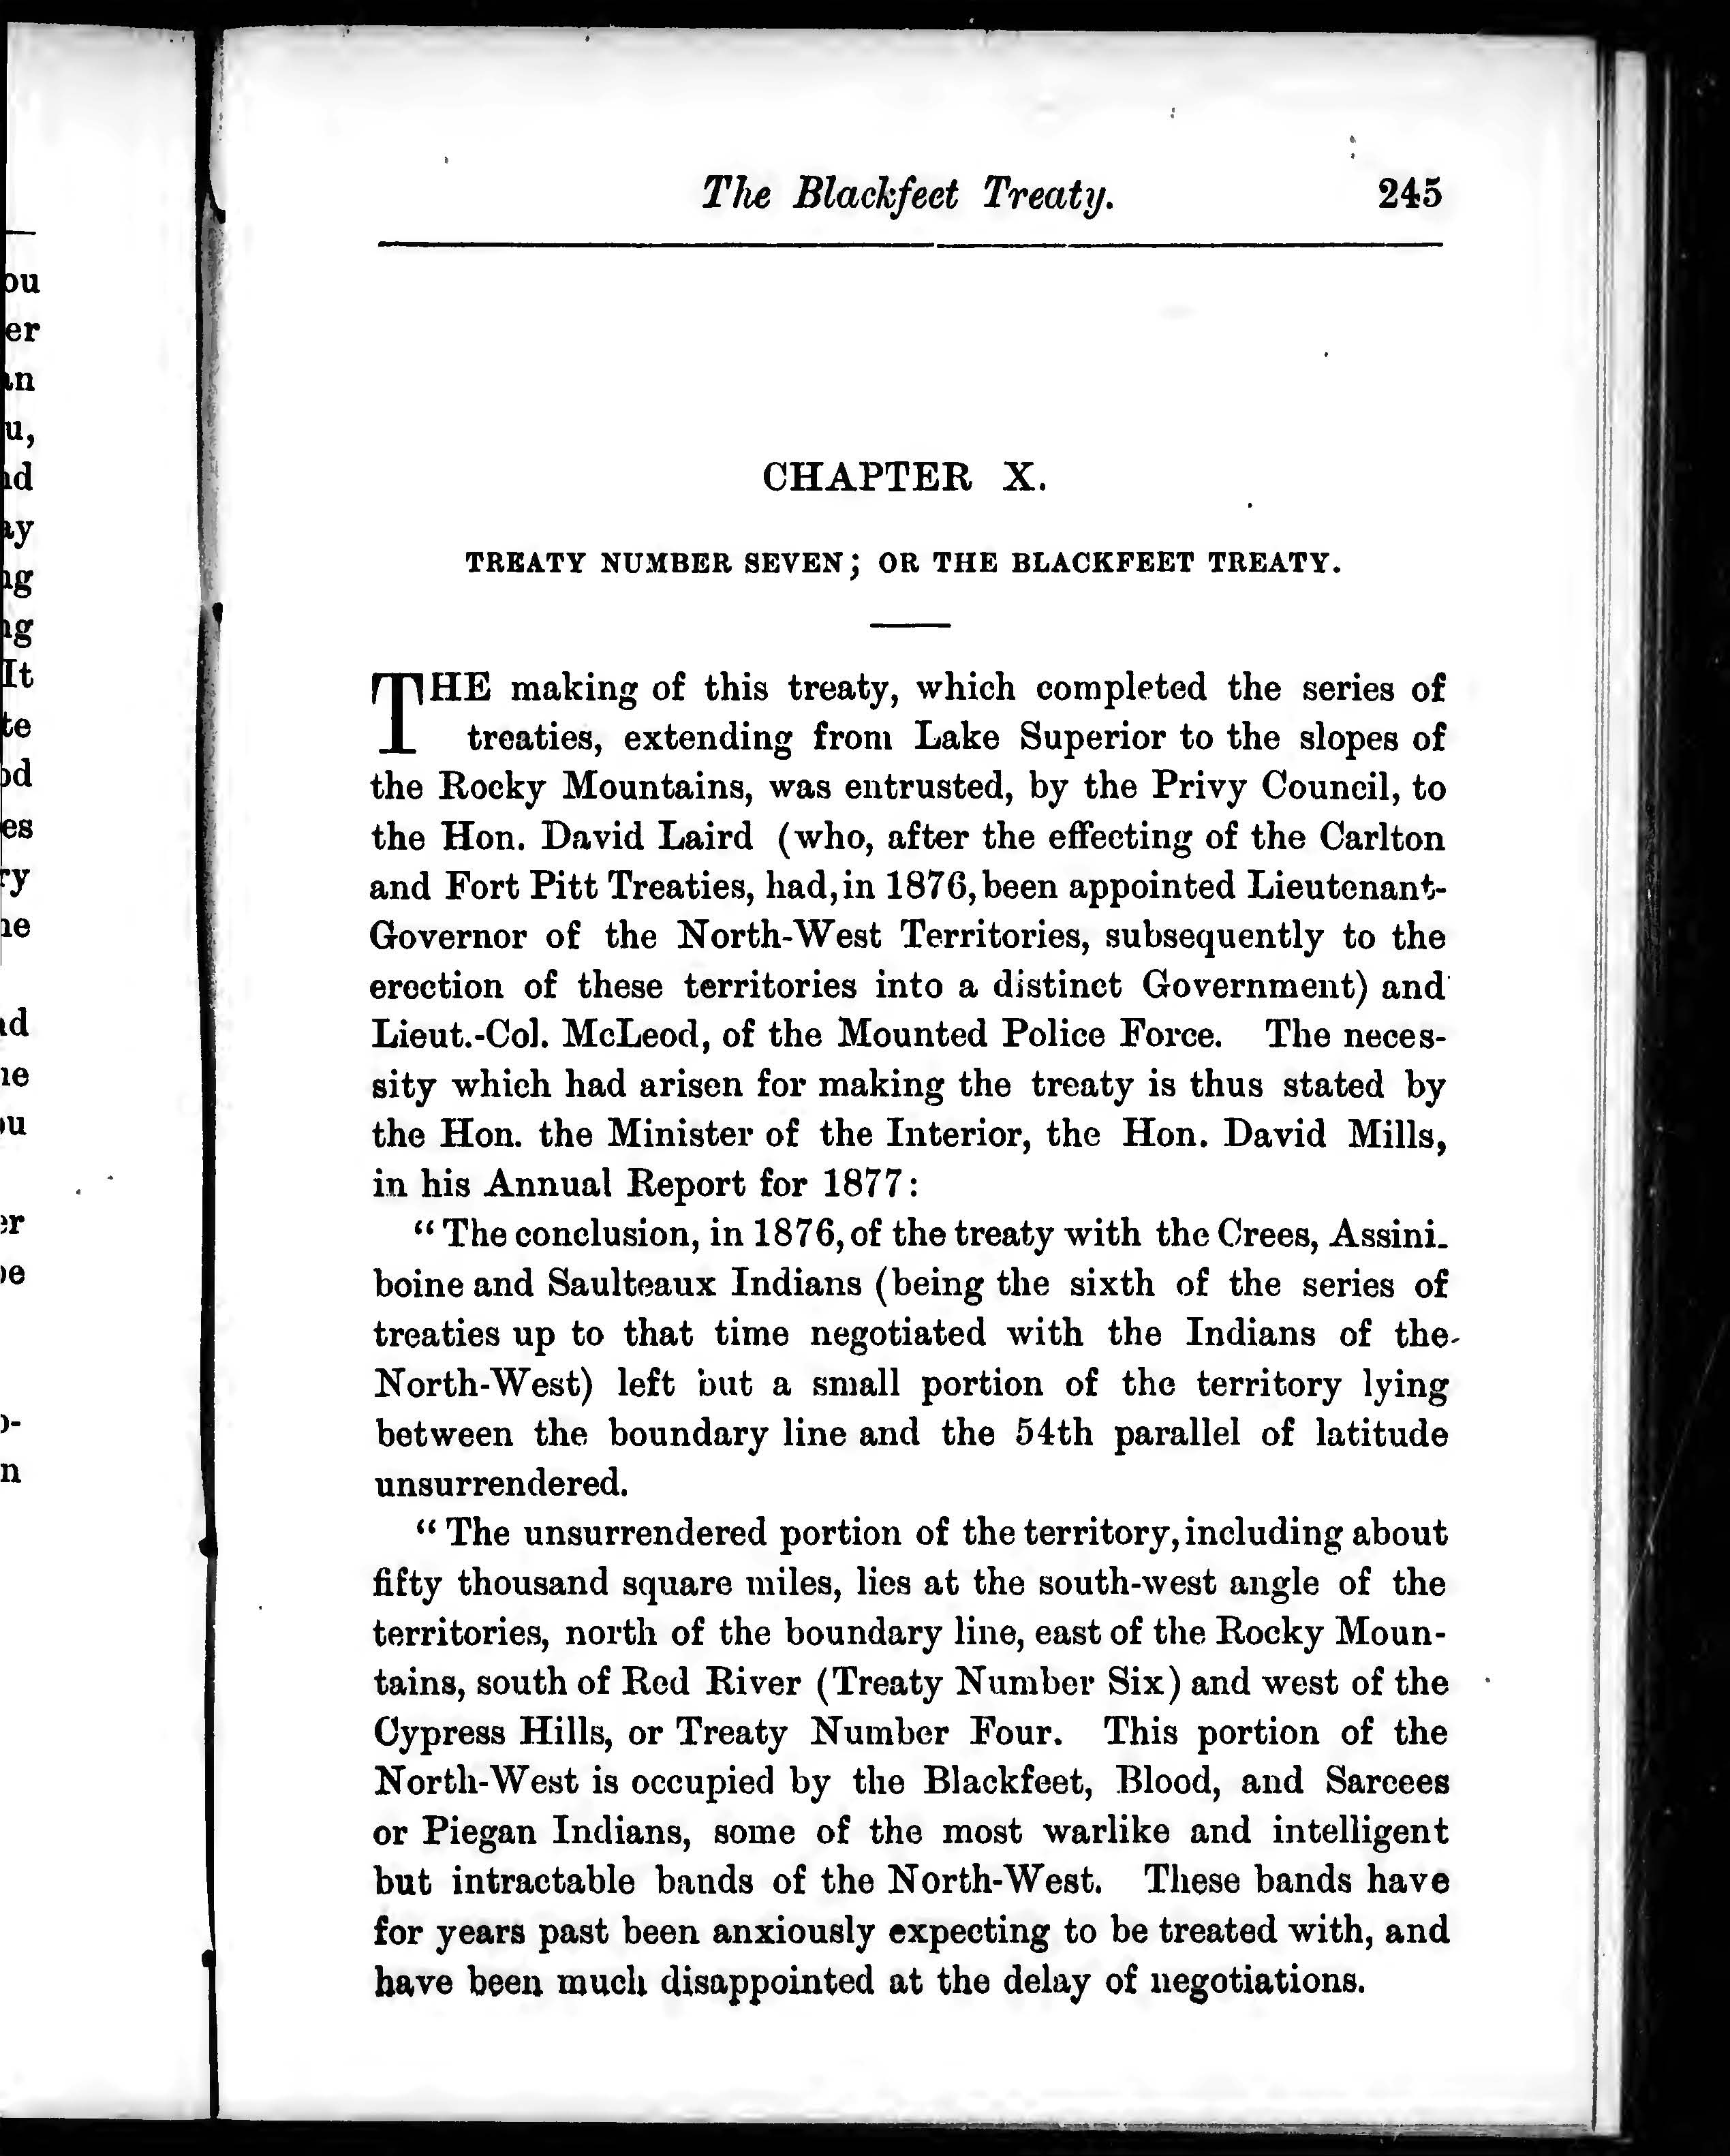 The Blackfeet Treaty. 245
CHAPTER X.
TREATY NUMBER SEVEN; OR THE BLACKFEET TREATY.
THE making of this treaty, which completed the series of
treaties, extending from Lake Superior to the slopes of
the Rocky Mountains, was entrusted, by the Privy Council, to
the Hon. David Laird (who, after the effecting of the Carlton
and Fort Pitt Treaties, had, in 1876, been appointed Lieutenant-
Governor of the North-West Territories, subsequently to the
erection of these territories into a distinct Government) and
Lieut.-Col. McLeod, of the Mounted Police Force. The neces-
sity which had arisen for making the treaty is thus stated by
the Hon. the Minister of the Interior, the Hon. David Mills,
in his Annual Report for 1877:
"The conclusion, in 1876, of the treaty with the Crees, Assini-
boine and Saulteaux Indians (being the sixth of the series of
treaties up to that time negotiated with the Indians of the
North-West) left but a small portion of the territory lying
between the boundary line and the 54th parallel of latitude
unsurrendered.
"The unsurrendered portion of the territory, including about
fifty thousand square miles, lies at the south-west angle of the
territories, north of the boundary line, east of the Rocky Moun-
tains, south of Red River (Treaty Number Six) and west of the
Cypress Hills, or Treaty Number Four. This portion of the
North-West is occupied by the Blackfeet, Blood, and Sarcees
or Piegan Indians, some of the most warlike and intelligent
but intractable bands of the North-West. These bands have
for years past been anxiously expecting to be treated with, and
have been much disappointed at the delay of negotiations.